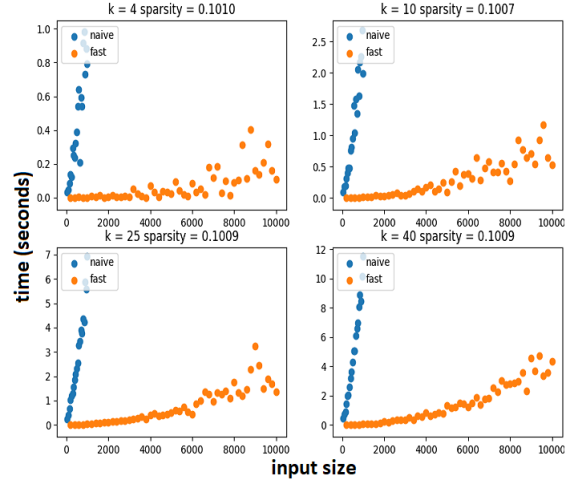 k = 4 sparsity = 0.1010
k = 10 sparsity = 0.1007
1.0
0.8
0.6
0.4
0.2
0.0
naive
fast
0 2000 4000 6000 8000 10000
2.5
2.0
1.5
1.0
0.5
0.0
naive
fast
0 2000 4000 6000 8000 10000
time (seconds)
k = 25 sparsity = 0.1009
k = 40 sparsity = 0.1009
7
6
5
4
3
2
1
0
naive
fast
0 2000 4000 6000 8000 10000
12
10
8
6
4
2
0
naive
fast
0 2000 4000 6000 8000 10000
input size